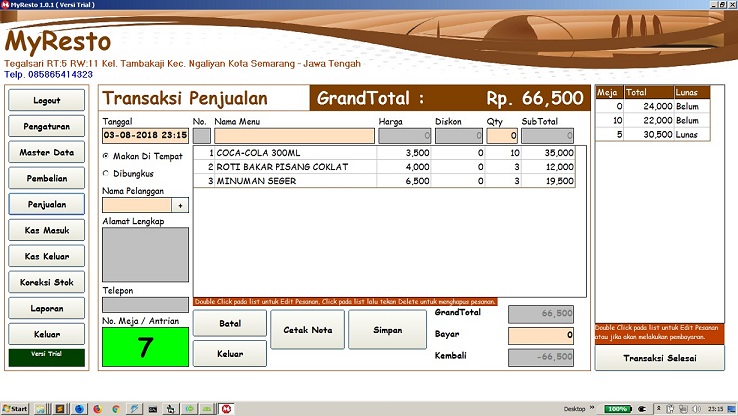 MyResto 1.0.1 ( Versi Trial )
MyResto
Tegalsari RT:5 RW:11 Kel. Tambakaji Kec. Ngaliyan Kota Semarang - Jawa Tengah
Telp. 085865414323
Logout
Pengaturan
Master Data
Pembelian
Penjualan
Kas Masuk
Kas Keluar
Koreksi Stok
Laporan
Keluar
Versi Trial
Transaksi Penjualan
GrandTotal : Rp. 66,500
Tanggal
03-08-2018 23:15
Makan Di Tempat
Dibungkus
Nama Pelanggan
+
Alamat Lengkap
Telepon
No. Meja / Antrian
7
No. Nama Menu Harga Diskon Qty SubTotal
0 0 0 0
1 COCA-COLA 300ML 3,500 0 10 35,000
2 ROTI BAKAR PISANG COKLAT 4,000 0 3 12,000
3 MINUMAN SEGER 6,500 0 3 19,500
Double Click pada list untuk Edit Pesanan, Click pada list lalu tekan Delete untuk menghapus pesanan.
Batal
Keluar
Cetak Nota
Simpan
GrandTotal 66,500
Bayar 0
Kembali -66,500
Meja Total Lunas
0 24,000 Belum
10 22,000 Belum
5 30,500 Lunas
Double Click pada list untuk Edit Pesanan
atau jika akan melakukan pembayaran.
Transaksi Selesai
Start
Desktop
100%
23:15